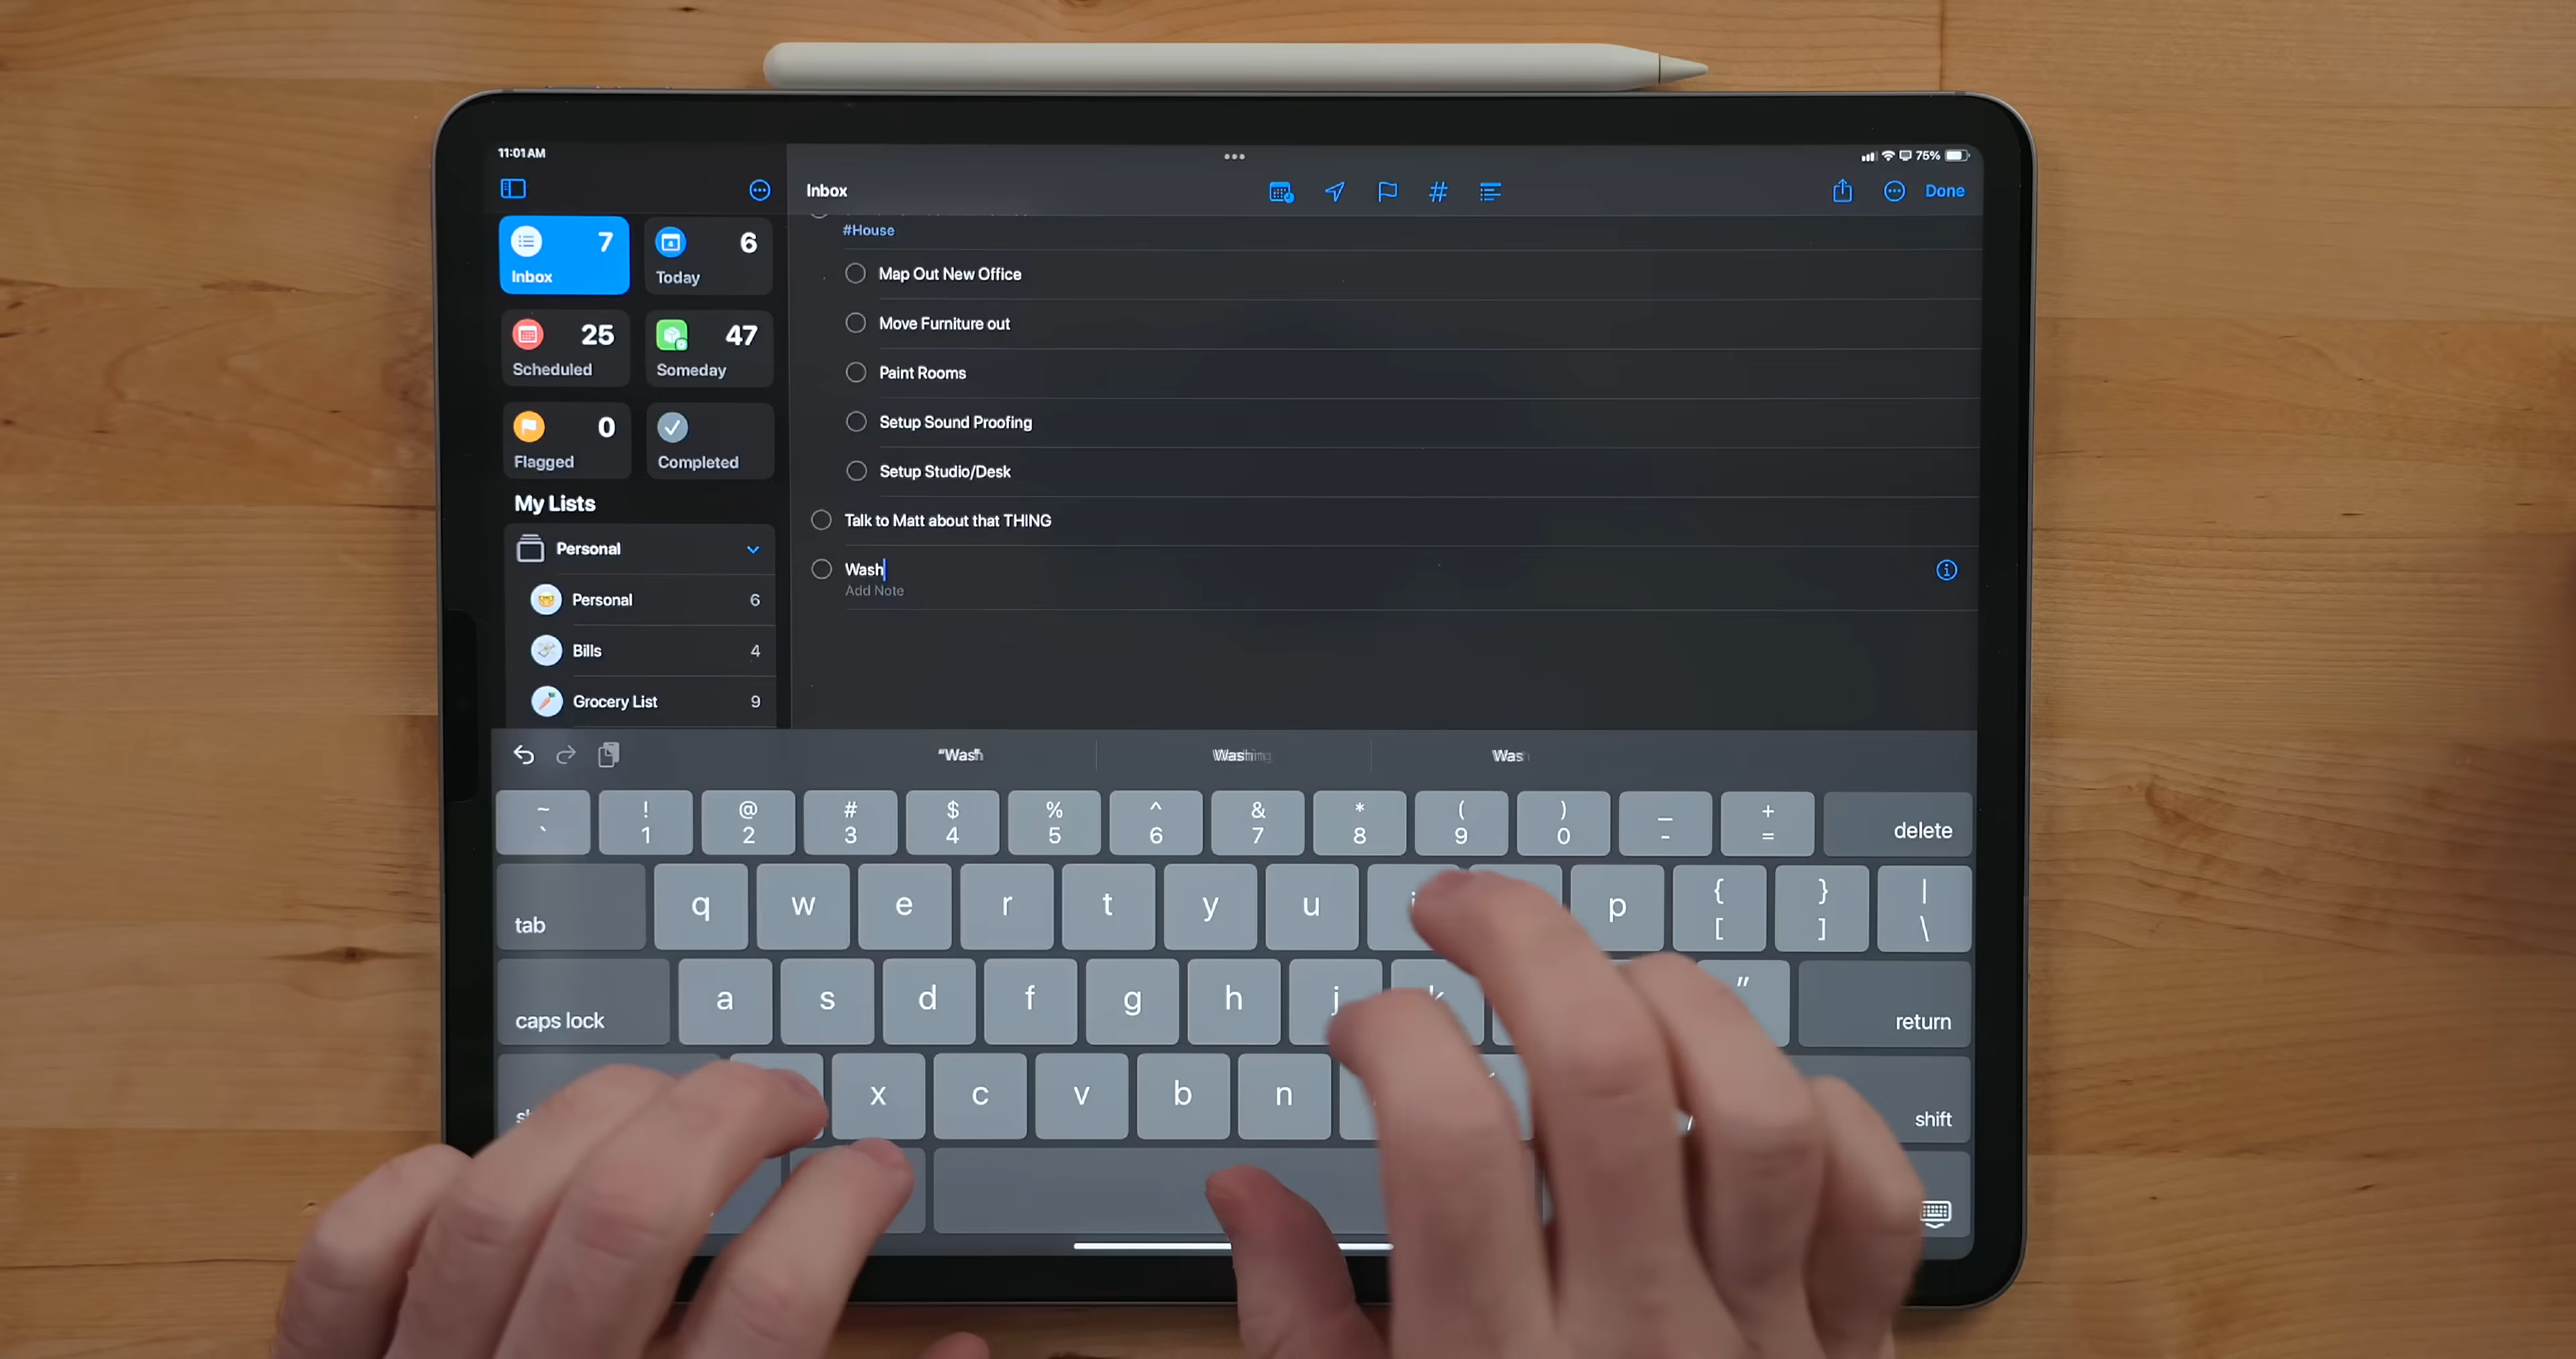 11:01 AM
75%
Inbox
Done
7
Inbox
6
Today
25
Scheduled
47
Someday
0
Flagged
Completed
My Lists
Personal
Personal 6
Bills 4
Grocery List 9
#House
Map Out New Office
Move Furniture out
Paint Rooms
Setup Sound Proofing
Setup Studio/Desk
Talk to Matt about that THING
Wash
Add Note
~ ! @ # $ % ^ & * ( ) _ +
` 1 2 3 4 5 6 7 8 9 0 - = delete
tab q w e r t y u p { [ } ] | \
caps lock a s d f g h j k " return
x c v b n shift